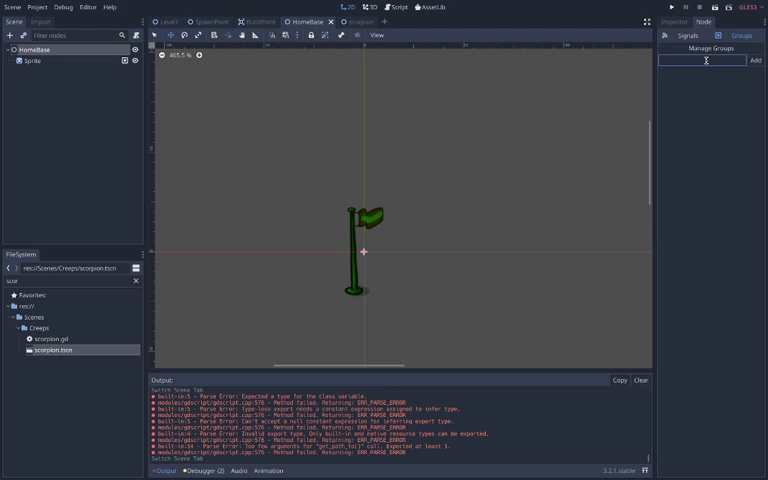 Scene Project Debug Editor Help
2D 3D Script AssetLib
GLES3
Scene Import
Level1 SpawnPoint BuildPoint HomeBase scorpion
Inspector Node
Filter nodes
View
Signals Groups
HomeBase
Manage Groups
465.5 %
Sprite
Add
FileSystem
res://Scenes/Creeps/scorpion.tscn
scor
Favorites:
res://
Scenes
Creeps
scorpion.gd
scorpion.tscn
Output:
Copy Clear
Switch Scene Tab
built-in:5 - Parse Error: Expected a type for the class variable.
modules/gdscript/gdscript.cpp:576 - Method failed. Returning: ERR_PARSE_ERROR
built-in:5 - Parse Error: Type-less export needs a constant expression assigned to infer type.
modules/gdscript/gdscript.cpp:576 - Method failed. Returning: ERR_PARSE_ERROR
built-in:5 - Parse Error: Can't accept a null constant expression for inferring export type.
modules/gdscript/gdscript.cpp:576 - Method failed. Returning: ERR_PARSE_ERROR
built-in:4 - Parse Error: Invalid export type. Only built-in and native resource types can be exported.
modules/gdscript/gdscript.cpp:576 - Method failed. Returning: ERR_PARSE_ERROR
built-in:14 - Parse Error: Too few arguments for "get_path_to()" call. Expected at least 1.
modules/gdscript/gdscript.cpp:576 - Method failed. Returning: ERR_PARSE_ERROR
Switch Scene Tab
Output Debugger (2) Audio Animation
3.2.1.stable